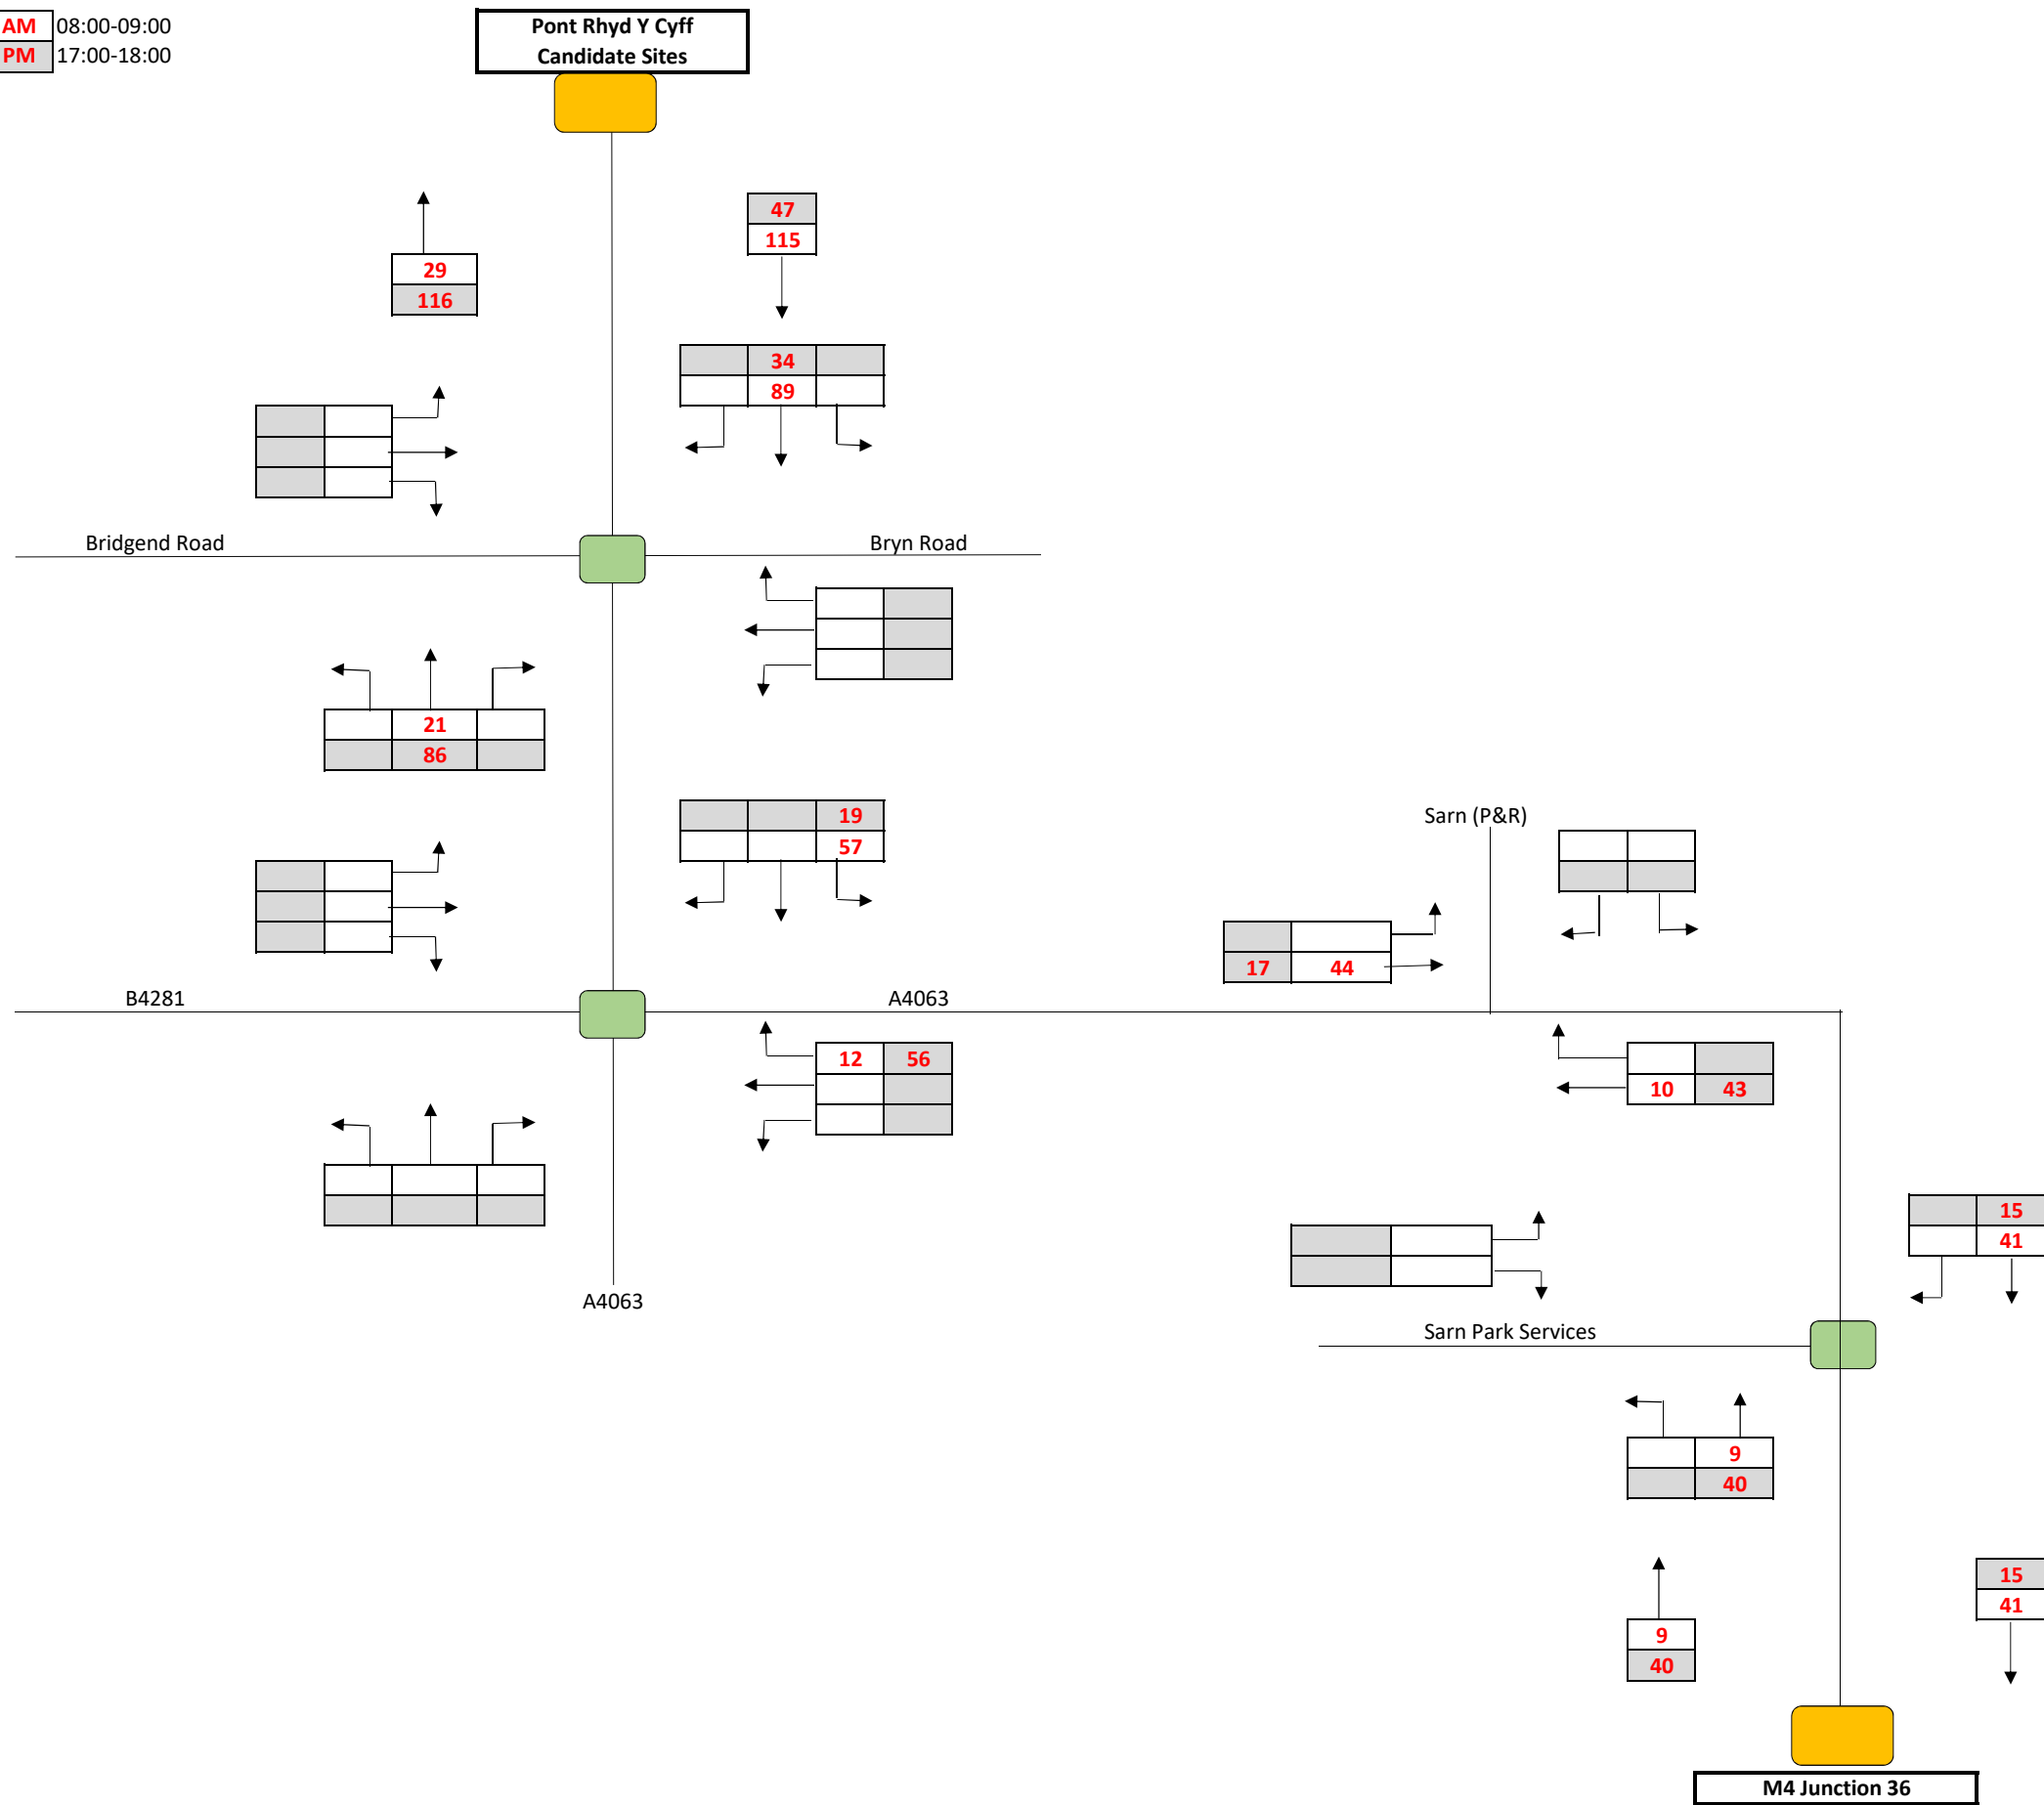 AM 08:00-09:00
PM 17:00-18:00
Pont Rhyd Y Cyff
Candidate Sites
47
115
29
116
34
89
Bridgend Road
Bryn Road
21
86
19
57
Sarn (P&R)
17 44
B4281
A4063
12 56
10 43
15
41
A4063
Sarn Park Services
9
40
15
41
9
40
M4 Junction 36